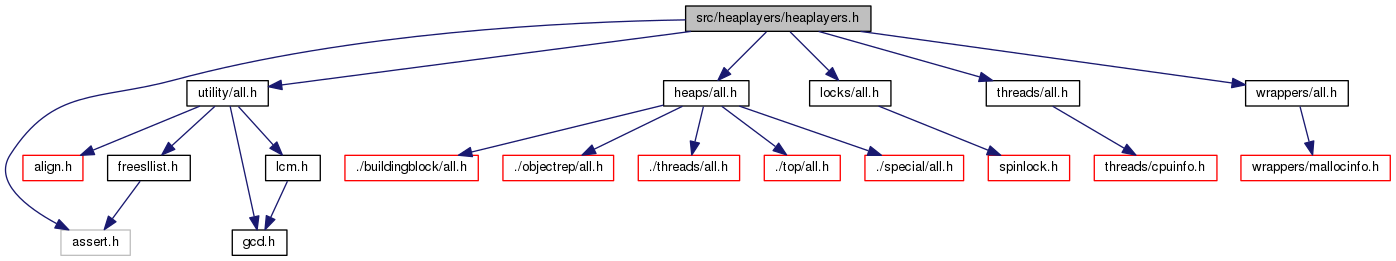 src/heaplayers/heaplayers.h
utility/all.h
heaps/all.h
locks/all.h
threads/all.h
wrappers/all.h
align.h
freesllist.h
lcm.h
./buildingblock/all.h
./objectrep/all.h
./threads/all.h
./top/all.h
./special/all.h
spinlock.h
threads/cpuinfo.h
wrappers/mallocinfo.h
assert.h
gcd.h